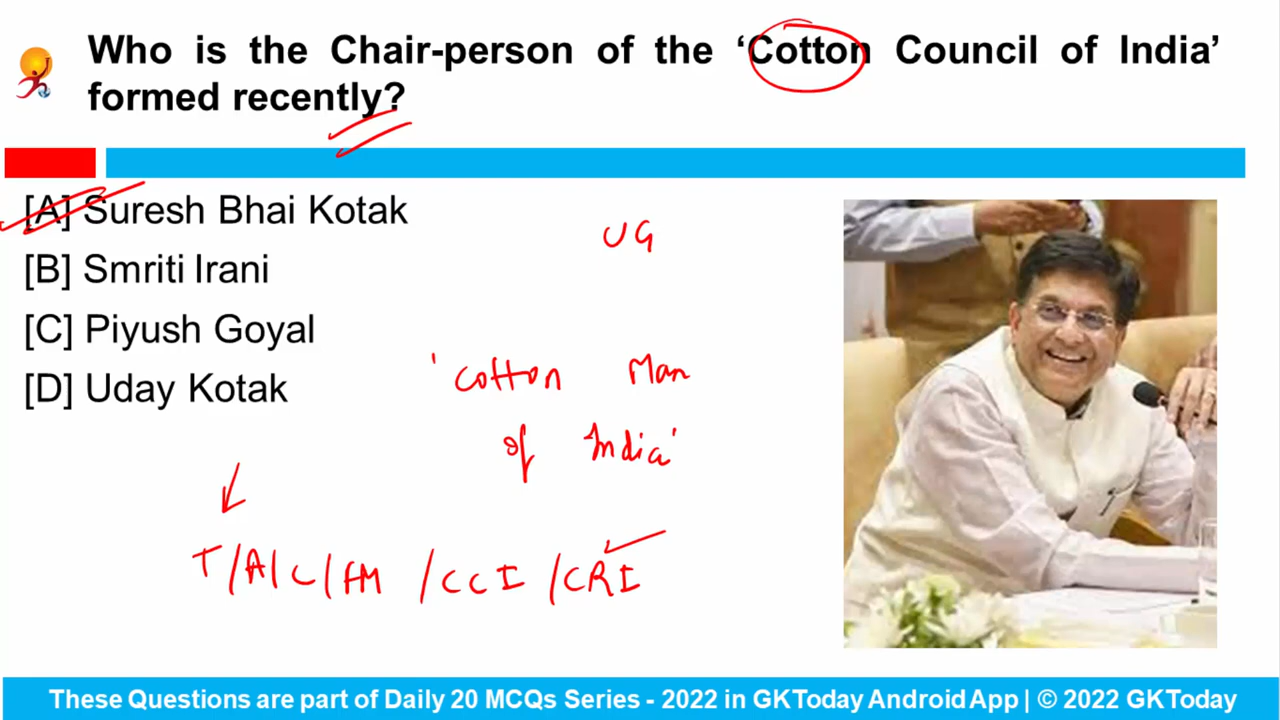 Who is the Chair-person of the ‘Cotton Council of India’
formed recently?
[A] Suresh Bhai Kotak
[B] Smriti Irani
[C] Piyush Goyal
[D] Uday Kotak
UG
'Cotton Man
of India'
T/A/C/FM /CCI /CRI
These Questions are part of Daily 20 MCQs Series - 2022 in GKToday Android App | © 2022 GKToday